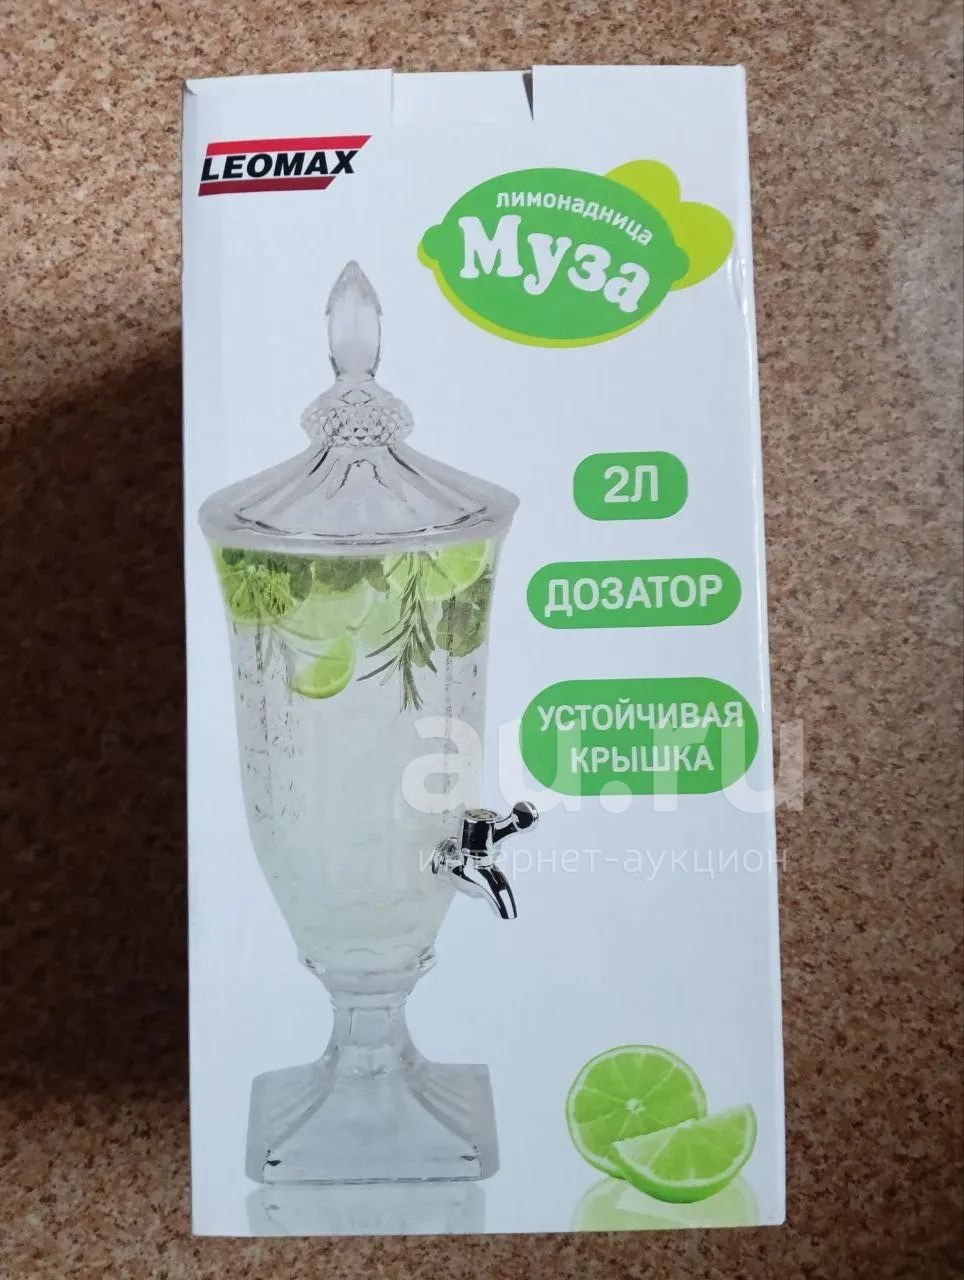 LEOMAX
лимонадница
Муза
2Л
ДОЗАТОР
УСТОЙЧИВАЯ
КРЫШКА
au.ru
интернет-аукцион